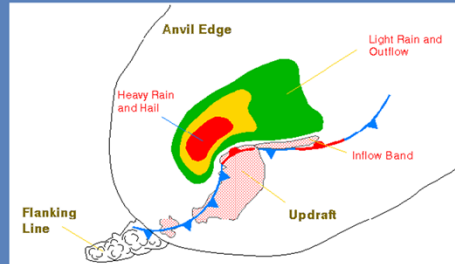 Anvil Edge
Light Rain and
Outflow
Heavy Rain
and Hail
Inflow Band
Updraft
Flanking
Line